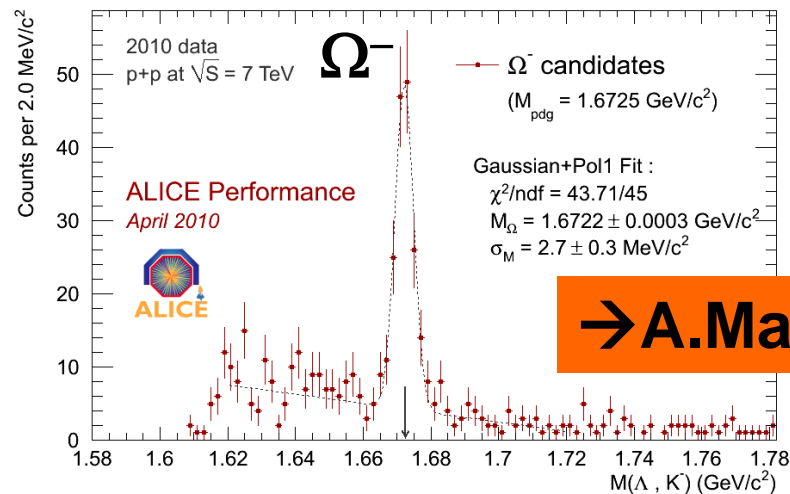 2010 data
p+p at √S = 7 TeV
Ω⁻
Ω⁻ candidates
(M_pdg = 1.6725 GeV/c²)
Counts per 2.0 MeV/c²
Gaussian+Pol1 Fit :
χ²/ndf = 43.71/45
M_Ω = 1.6722 ± 0.0003 GeV/c²
σ_M = 2.7 ± 0.3 MeV/c²
ALICE Performance
April 2010
ALICE
→A.Ma
50
40
30
20
10
0
1.58 1.6 1.62 1.64 1.66 1.68 1.7 1.72 1.74 1.76 1.78
M(Λ , K⁻) (GeV/c²)